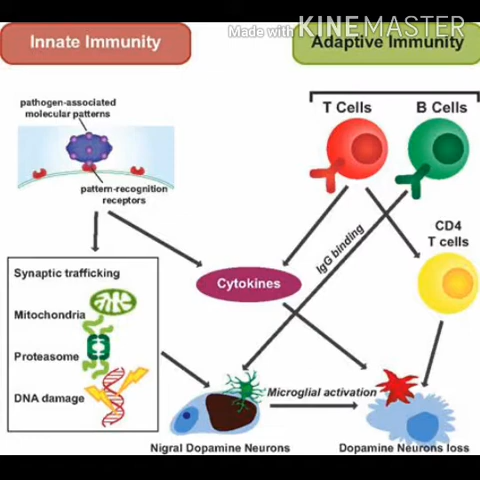 Made with KINEMASTER
Innate Immunity
Adaptive Immunity
pathogen-associated
molecular patterns
pattern-recognition
receptors
T Cells
B Cells
CD4
T cells
IgG binding
Cytokines
Synaptic trafficking
Mitochondria
Proteasome
DNA damage
Microglial activation
Nigral Dopamine Neurons
Dopamine Neurons loss